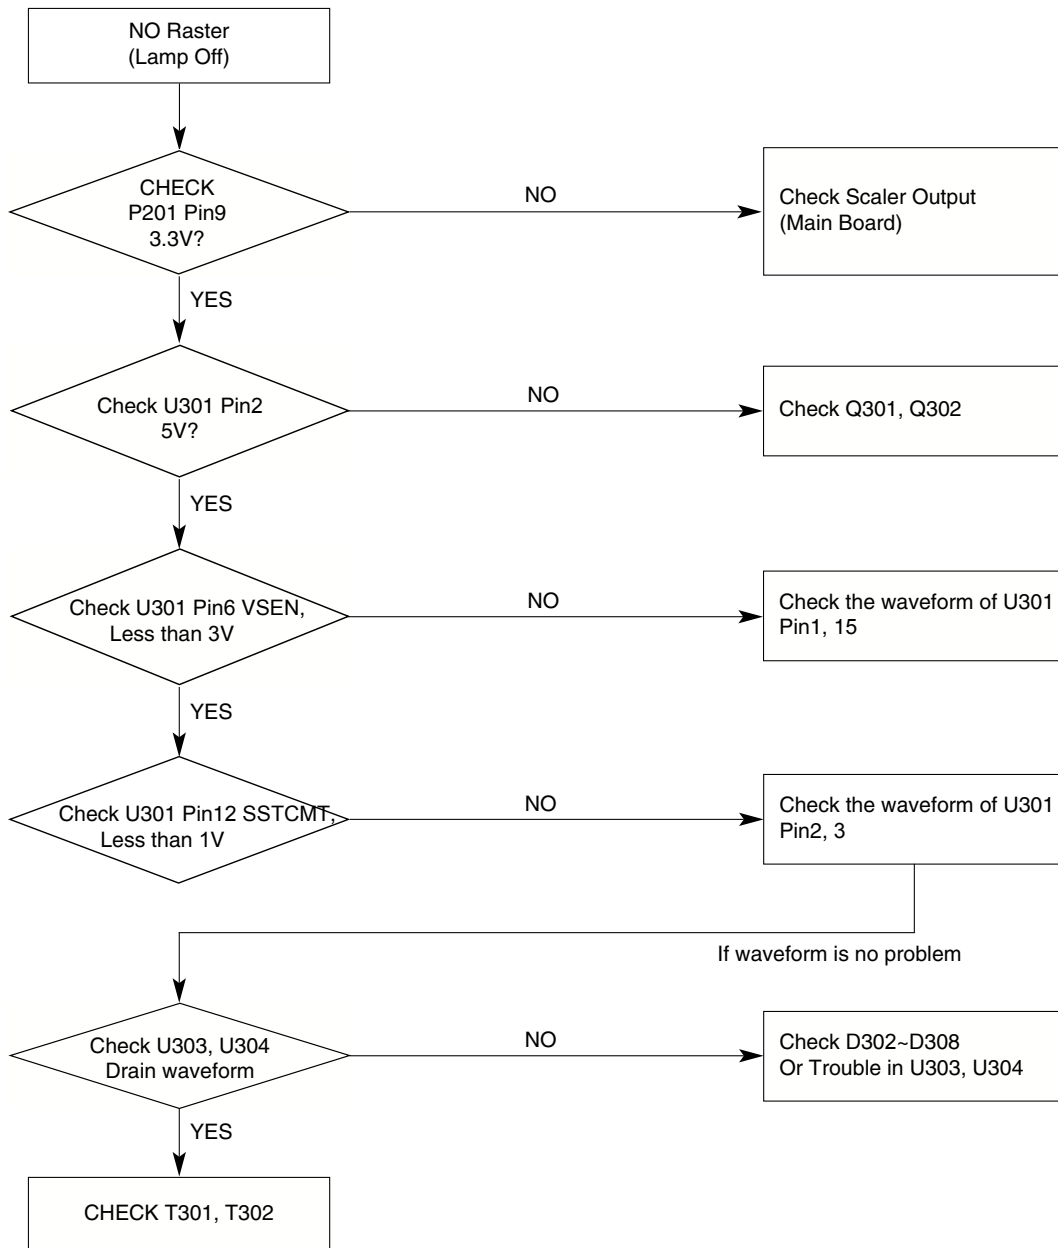 NO Raster
(Lamp Off)
CHECK
P201 Pin9
3.3V?
NO
Check Scaler Output
(Main Board)
YES
Check U301 Pin2
5V?
NO
Check Q301, Q302
YES
Check U301 Pin6 VSEN,
Less than 3V
NO
Check the waveform of U301
Pin1, 15
YES
Check U301 Pin12 SSTCMT,
Less than 1V
NO
Check the waveform of U301
Pin2, 3
If waveform is no problem
Check U303, U304
Drain waveform
NO
Check D302~D308
Or Trouble in U303, U304
YES
CHECK T301, T302